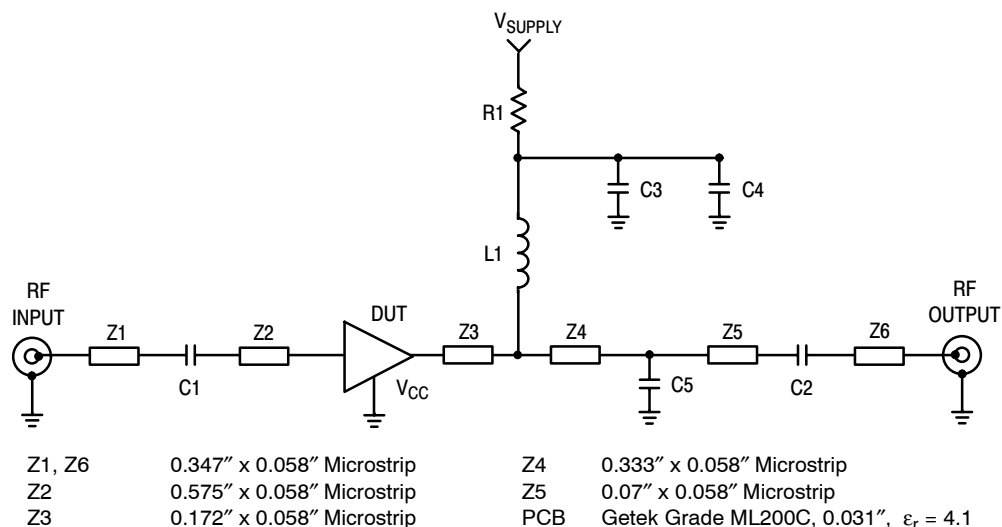 VSUPPLY
R1
C3 C4
L1
RF INPUT
DUT
RF OUTPUT
Z1 Z2 Z3 Z4 Z5 Z6
C1 VCC C5 C2
Z1, Z6 0.347″ x 0.058″ Microstrip
Z2 0.575″ x 0.058″ Microstrip
Z3 0.172″ x 0.058″ Microstrip
Z4 0.333″ x 0.058″ Microstrip
Z5 0.07″ x 0.058″ Microstrip
PCB Getek Grade ML200C, 0.031″, εr = 4.1